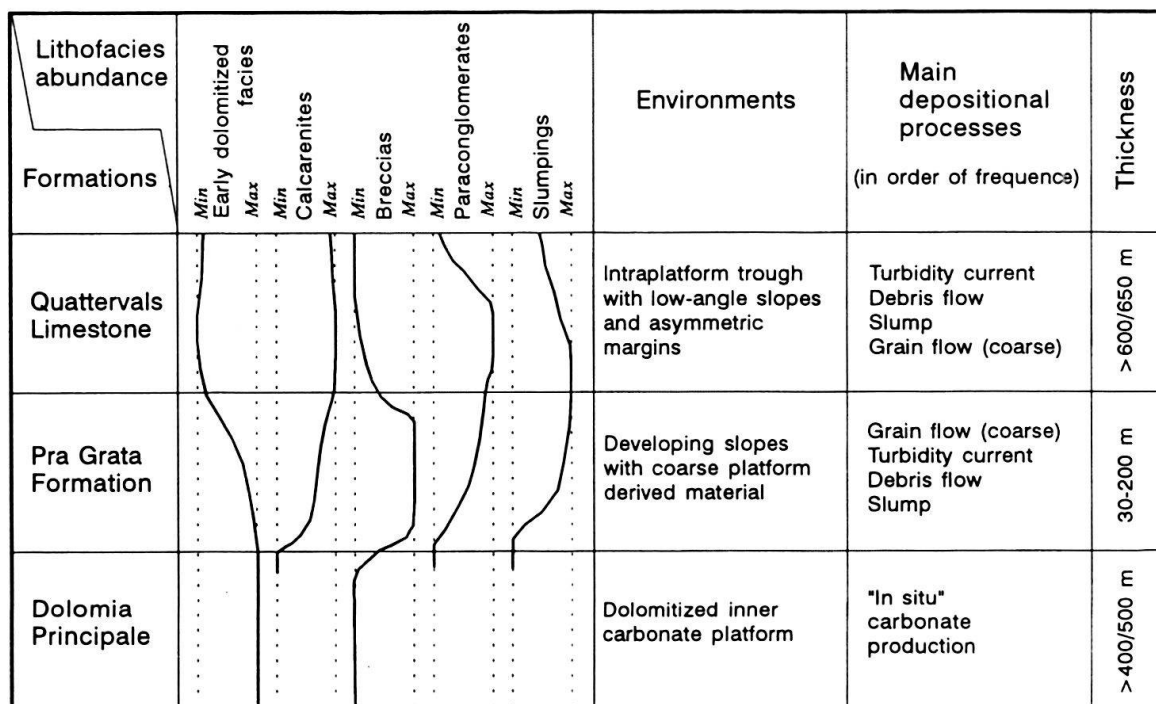 Lithofacies
abundance
Formations
Min
Early dolomitized
facies
Max
Min
Calcarenites
Max
Min
Breccias
Max
Min
Paraconglomerates
Max
Min
Slumpings
Max
Environments
Main
depositional
processes
(in order of frequence)
Thickness
Quattervals
Limestone
Intraplatform trough
with low-angle slopes
and asymmetric
margins
Turbidity current
Debris flow
Slump
Grain flow (coarse)
>600/650 m
Pra Grata
Formation
Developing slopes
with coarse platform
derived material
Grain flow (coarse)
Turbidity current
Debris flow
Slump
30-200 m
Dolomia
Principale
Dolomitized inner
carbonate platform
"In situ"
carbonate
production
>400/500 m